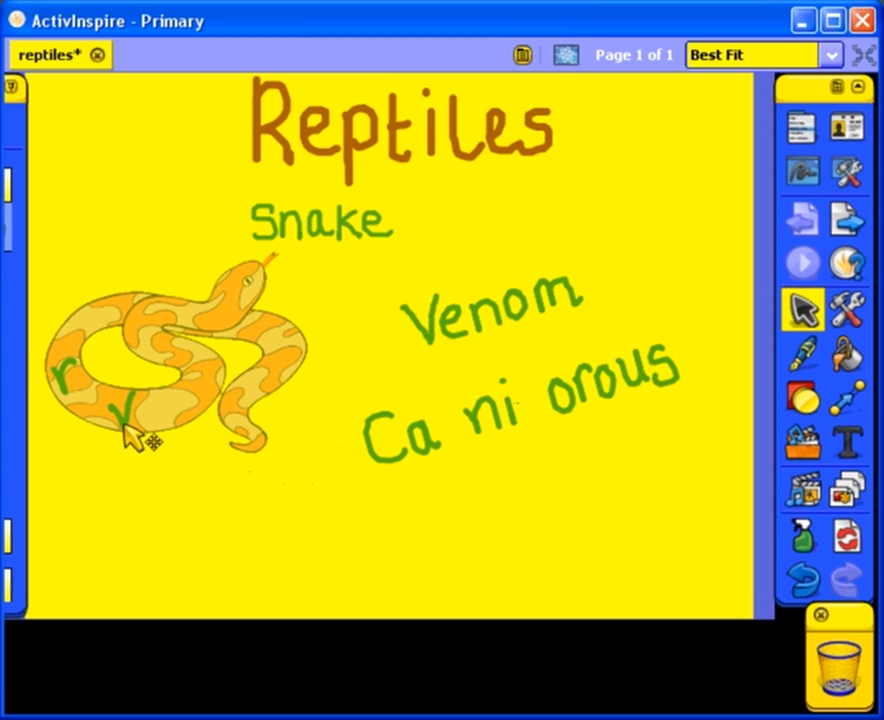 ActivInspire - Primary
reptiles*
Page 1 of 1
Best Fit
Reptiles
Snake
Venom
Ca ni orous
r
v